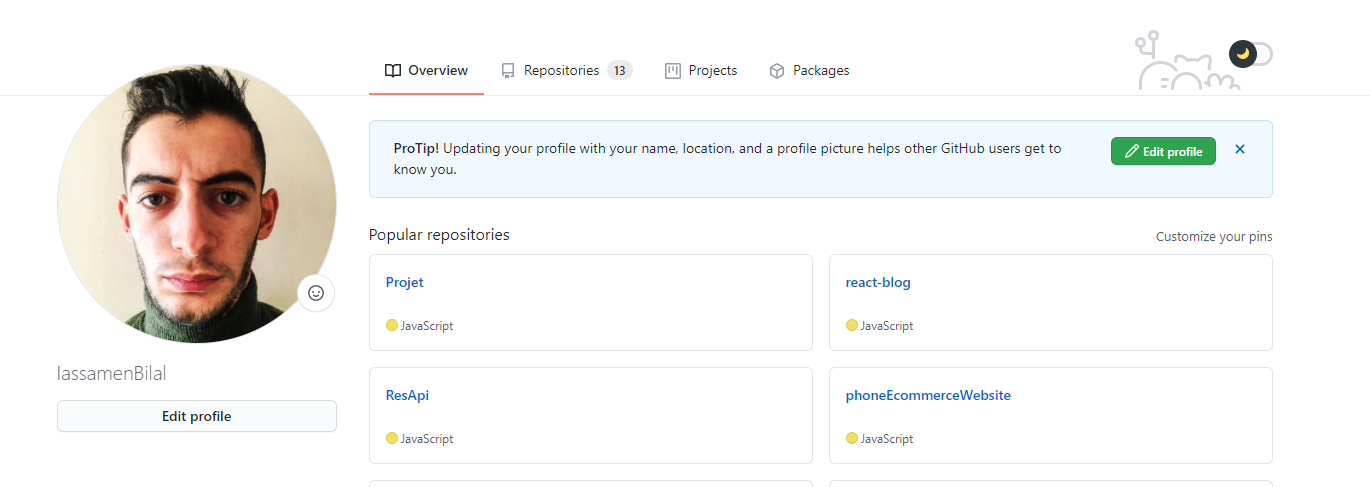 Overview
Repositories 13
Projects
Packages
ProTip! Updating your profile with your name, location, and a profile picture helps other GitHub users get to
know you.
Edit profile
Popular repositories
Customize your pins
Projet
JavaScript
react-blog
JavaScript
ResApi
JavaScript
phoneEcommerceWebsite
JavaScript
lassamenBilal
Edit profile